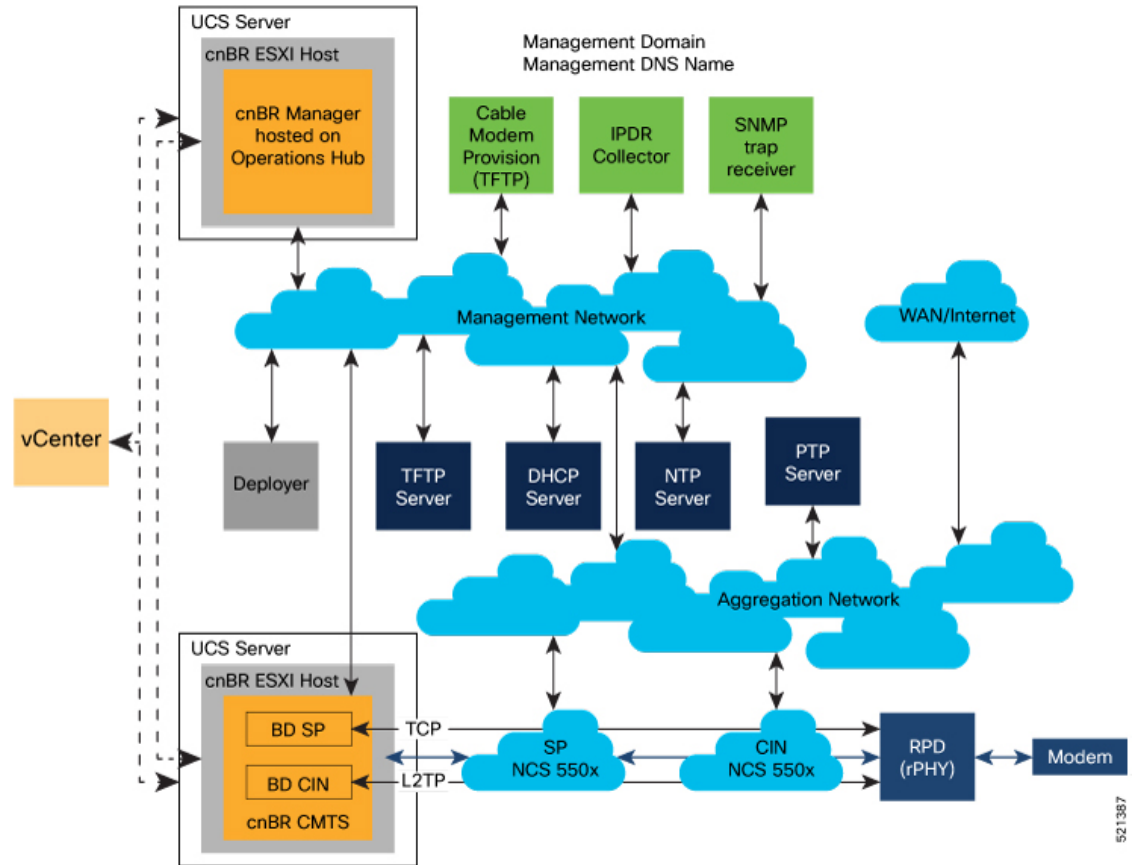 UCS Server
cnBR ESXI Host
cnBR Manager
hosted on
Operations Hub
Management Domain
Management DNS Name
Cable
Modem
Provision
(TFTP)
IPDR
Collector
SNMP
trap
receiver
Management Network
WAN/Internet
vCenter
Deployer
TFTP
Server
DHCP
Server
NTP
Server
PTP
Server
Aggregation Network
UCS Server
cnBR ESXI Host
BD SP
TCP
SP
NCS 550x
CIN
NCS 550x
RPD
(rPHY)
Modem
BD CIN
L2TP
cnBR CMTS
521387